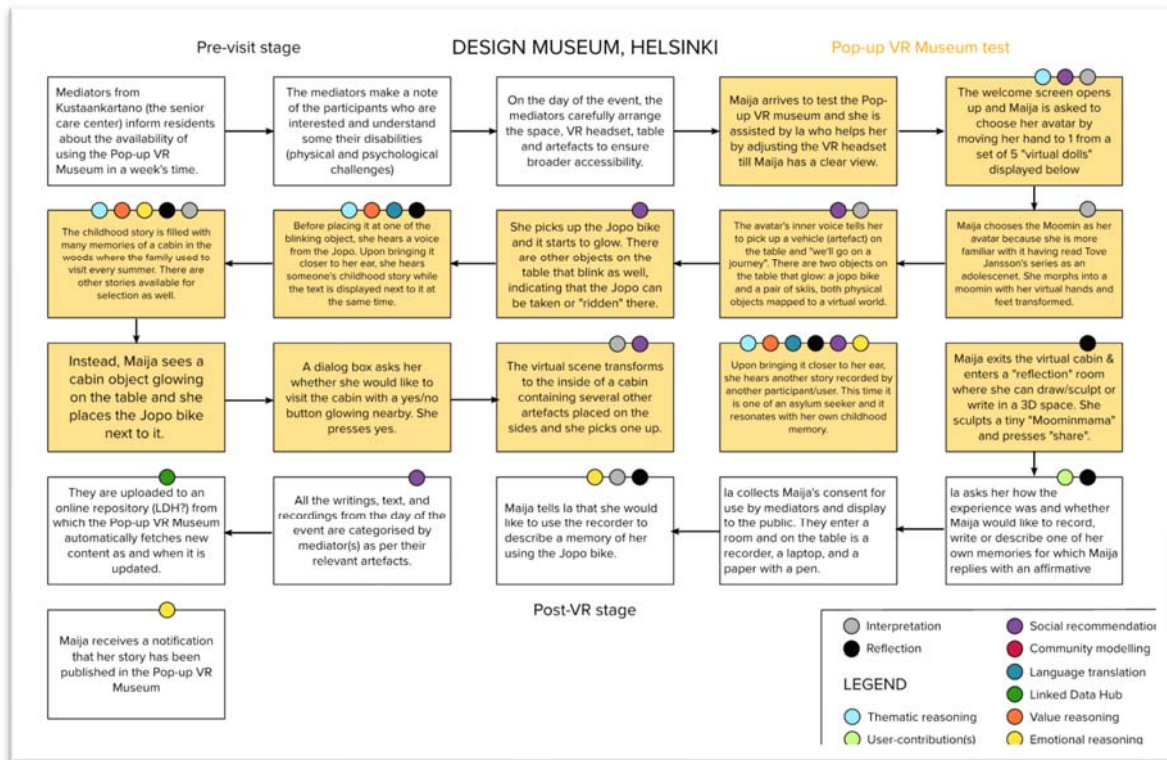 Pre-visit stage
DESIGN MUSEUM, HELSINKI
Pop-up VR Museum test
Mediators from
Kustaankartano (the senior
care center) inform residents
about the availability of
using the Pop-up VR
Museum in a week's time.
The mediators make a
note of the participants who are
interested and understand
some their disabilities
(physical and psychological
challenges)
On the day of the event, the
mediators carefully arrange
the space, VR headset, table
and artefacts to ensure
broader accessibility.
Maija arrives to test the Pop-
up VR museum and she is
assisted by Ia who helps her
by adjusting the VR headset
till Maija has a clear view.
The welcome screen opens
up and Maija is asked to
choose her avatar by
moving her hand to 1 from a
set of 5 "virtual dolls"
displayed below
Maija chooses the Moomin as
her avatar because she is more
familiar with it having read Tove
Jansson's series as an
adolescenet. She morphs into a
moomin with her virtual hands and
feet transformed.
The avatar's inner voice tells her
to pick up a vehicle (artefact) on
the table and "we'll go on a
journey". There are two objects on
the table that glow: a jopo bike
and a pair of skiis, both physical
objects mapped to a virtual world.
She picks up the Jopo bike
and it starts to glow. There
are other objects on the
table that blink as well,
indicating that the Jopo can
be taken or "ridden" there.
Before placing it at one of the
blinking object, she hears a voice
from the Jopo. Upon bringing it
closer to her ear, she hears
someone's childhood story while
the text is displayed next to it at
the same time.
The childhood story is filled with
many memories of a cabin in the
woods where the family used to
visit every summer. There are
other stories available for
selection as well.
Instead, Maija sees a
cabin object glowing
on the table and she
places the Jopo bike
next to it.
A dialog box asks her
whether she would like to
visit the cabin with a yes/no
button glowing nearby. She
presses yes.
The virtual scene transforms
to the inside of a cabin
containing several other
artefacts placed on the
sides and she picks one up.
Upon bringing it closer to her ear,
she hears another story recorded by
another participant/user. This time it
is one of an asylum seeker and it
resonates with her own childhood
memory.
Maija exits the virtual cabin &
enters a "reflection" room
where she can draw/sculpt or
write in a 3D space. She
sculpts a tiny "Moominmama"
and presses "share".
Ia asks her how the
experience was and whether
Maija would like to record,
write or describe one of her
own memories for which Maija
replies with an affirmative
Ia collects Maija's consent for
use by mediators and display
to the public. They enter a
room and on the table is a
recorder, a laptop, and a
paper with a pen.
Maija tells Ia that she would
like to use the recorder to
describe a memory of her
using the Jopo bike.
All the writings, text, and
recordings from the day of the
event are categorised by
mediator(s) as per their
relevant artefacts.
They are uploaded to an
online repository (LDH?) from
which the Pop-up VR Museum
automatically fetches new
content as and when it is
updated.
Maija receives a notification
that her story has been
published in the Pop-up VR
Museum
Post-VR stage
Interpretation
Reflection
LEGEND
Thematic reasoning
User-contribution(s)
Social recommendation
Community modelling
Language translation
Linked Data Hub
Value reasoning
Emotional reasoning